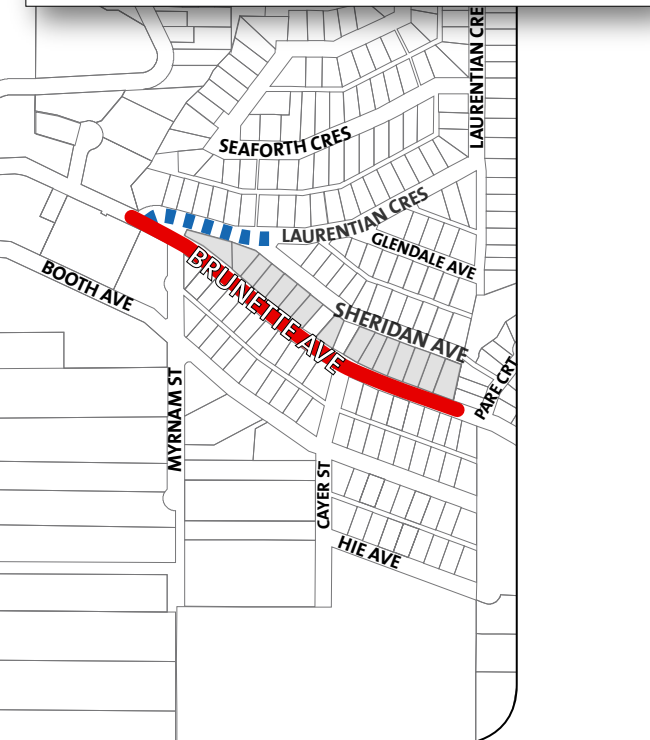 LAURENTIAN CRE
SEAFORTH CRES
LAURENTIAN CRES
GLENDALE AVE
BOOTH AVE
BRUNETTE AVE
SHERIDAN AVE
PARE CRT
MYRNAM ST
CAYER ST
HIE AVE